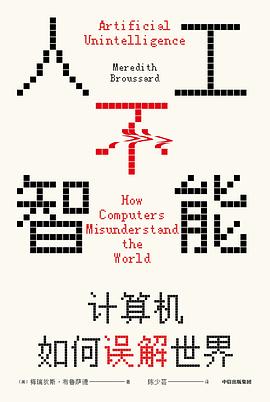 人 工
Artificial
Unintelligence
Meredith
Broussard
不
智 能
How
Computers
Misunderstand
the
World
计算机
如何误解世界
[美] 梅瑞狄斯·布鲁萨德 著 陈少芸 译 中信出版集团